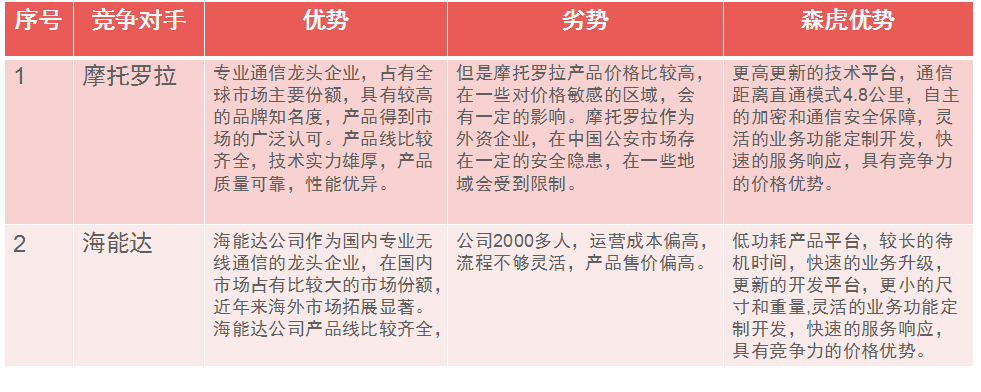 序号 竞争对手 优势 劣势 森虎优势
1 摩托罗拉
专业通信龙头企业，占有全
球市场主要份额，具有较高
的品牌知名度，产品得到市
场的广泛认可。产品线比较
齐全，技术实力雄厚，产品
质量可靠，性能优异。
但是摩托罗拉产品价格比较高，
在一些对价格敏感的区域，会
有一定的影响。摩托罗拉作为
外资企业，在中国公安市场存
在一定的安全隐患，在一些地
域会受到限制。
更高更新的技术平台，通信
距离直通模式4.8公里，自主
的加密和通信安全保障，灵
活的业务功能定制开发，快
速的服务响应，具有竞争力
的价格优势。
2 海能达
海能达公司作为国内专业无
线通信的龙头企业，在国内
市场占有比较大的市场份额，
近年来海外市场拓展显著。
海能达公司产品线比较齐全，
公司2000多人，运营成本偏高，
流程不够灵活，产品售价偏高。
低功耗产品平台，较长的待
机时间，快速的业务升级，
更新的开发平台，更小的尺
寸和重量,灵活的业务功能定
制开发，快速的服务响应，
具有竞争力的价格优势。